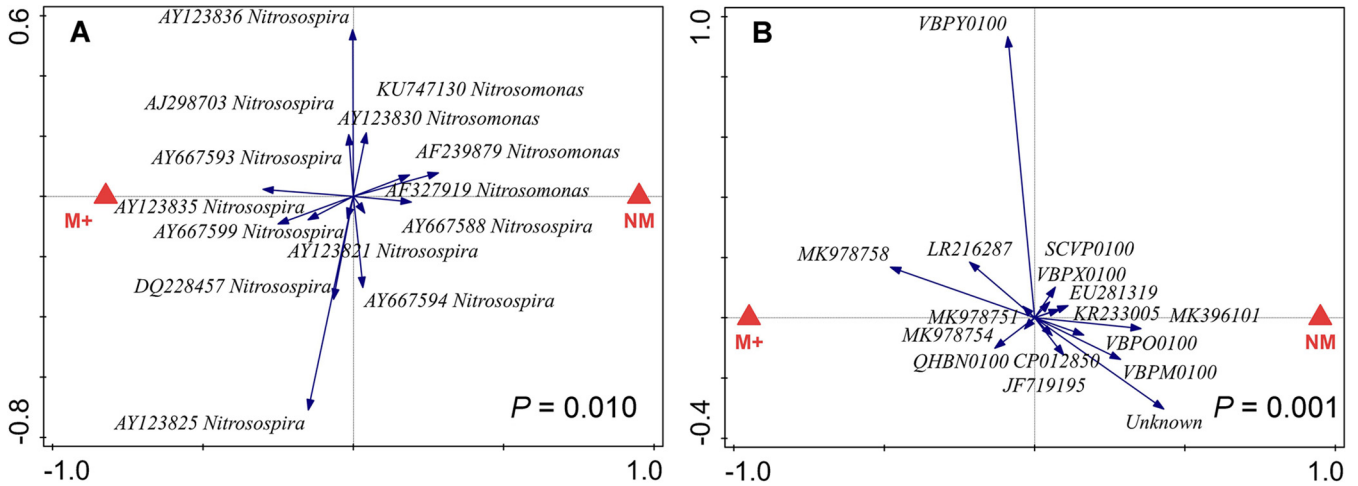 0.6
A
AY123836 Nitrosospira
KU747130 Nitrosomonas
AJ298703 Nitrosospira
AY123830 Nitrosomonas
AY667593 Nitrosospira
AF239879 Nitrosomonas
AF327919 Nitrosomonas
M+
NM
AY123835 Nitrosospira
AY667599 Nitrosospira
AY667588 Nitrosospira
AY123821 Nitrosospira
DQ228457 Nitrosospira
AY667594 Nitrosospira
AY123825 Nitrosospira
P = 0.010
-0.8
-1.0
1.0
1.0
B
VBPY0100
MK978758
LR216287
SCVP0100
VBPX0100
EU281319
MK978751
KR233005
MK396101
M+
NM
MK978754
VBPO0100
QHBN0100
CP012850
VBPM0100
JF719195
Unknown
P = 0.001
-0.4
-1.0
1.0